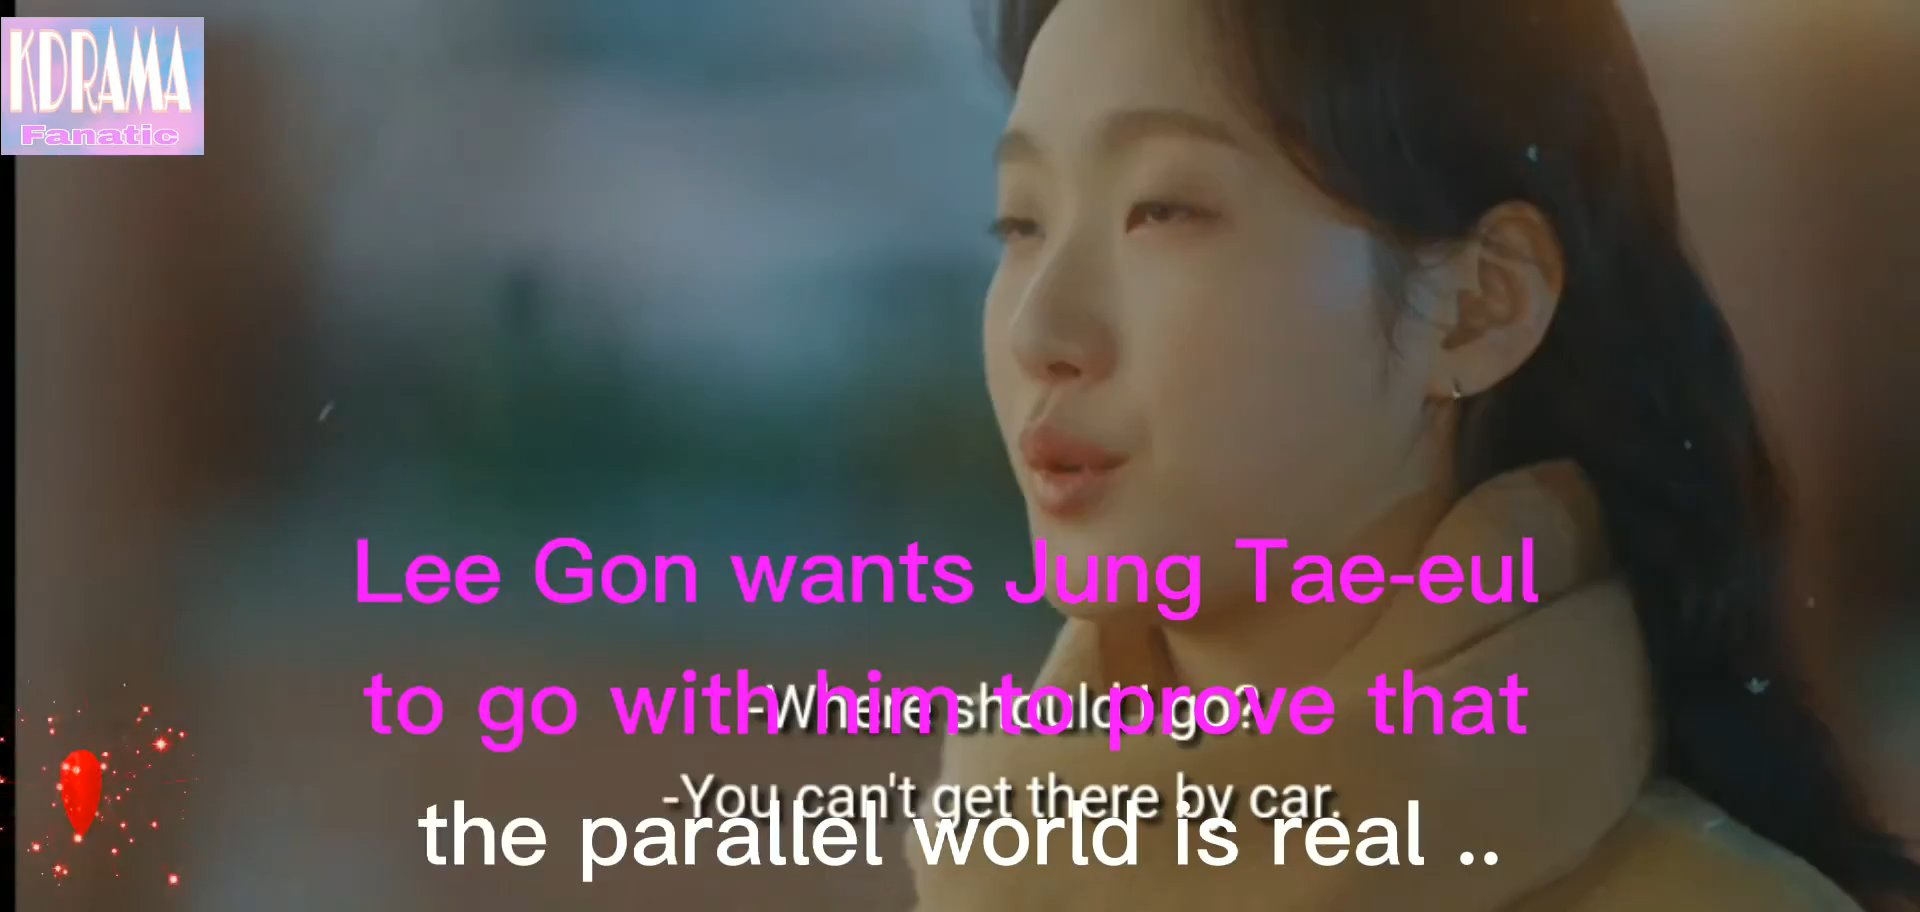 KDRAMA
Fanatic
Lee Gon wants Jung Tae-eul
to go with him to prove that
-Where should I go?
-You can't get there by car.
the parallel world is real ..